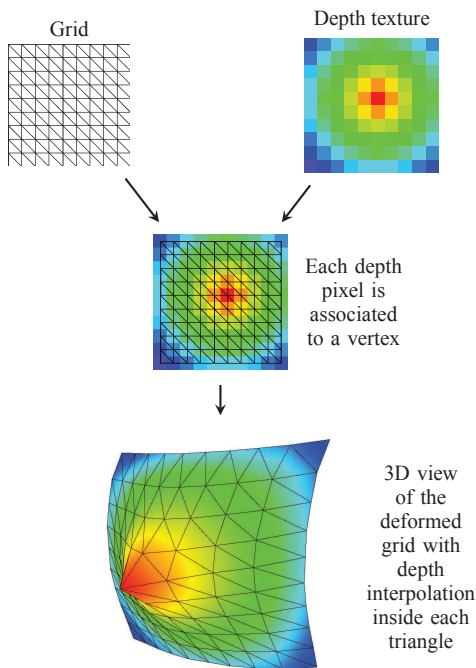 Grid
Depth texture
Each depth
pixel is
associated
to a vertex
3D view
of the
deformed
grid with
depth
interpolation
inside each
triangle